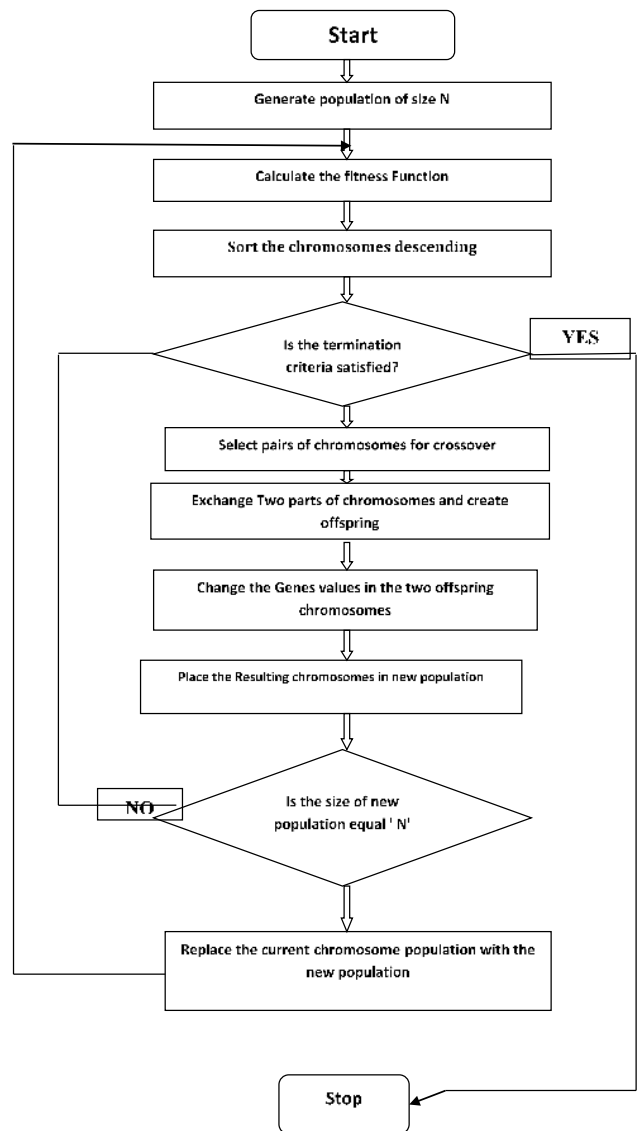 Start
Generate population of size N
Calculate the fitness Function
Sort the chromosomes descending
Is the termination
criteria satisfied?
YES
Select pairs of chromosomes for crossover
Exchange Two parts of chromosomes and create
offspring
Change the Genes values in the two offspring
chromosomes
Place the Resulting chromosomes in new population
Is the size of new
population equal ' N'
NO
Replace the current chromosome population with the
new population
Stop